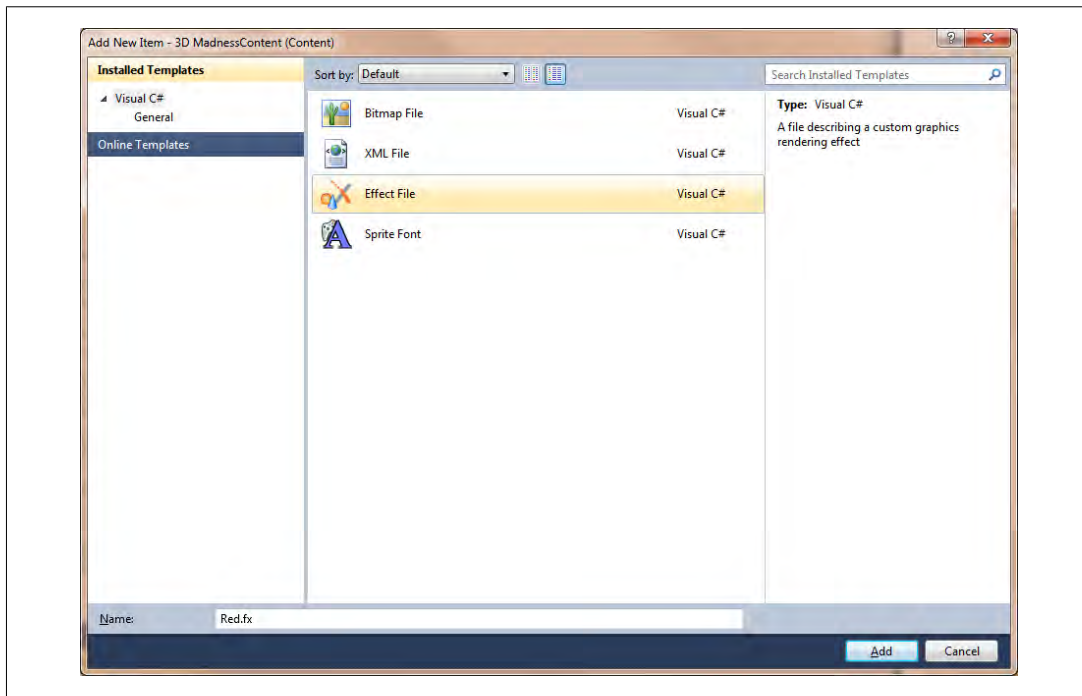 Add New Item - 3D MadnessContent (Content)
Installed Templates
Visual C#
General
Online Templates
Sort by: Default
Search Installed Templates
Bitmap File Visual C#
XML File Visual C#
Effect File Visual C#
Sprite Font Visual C#
Type: Visual C#
A file describing a custom graphics
rendering effect
Name: Red.fx
Add Cancel